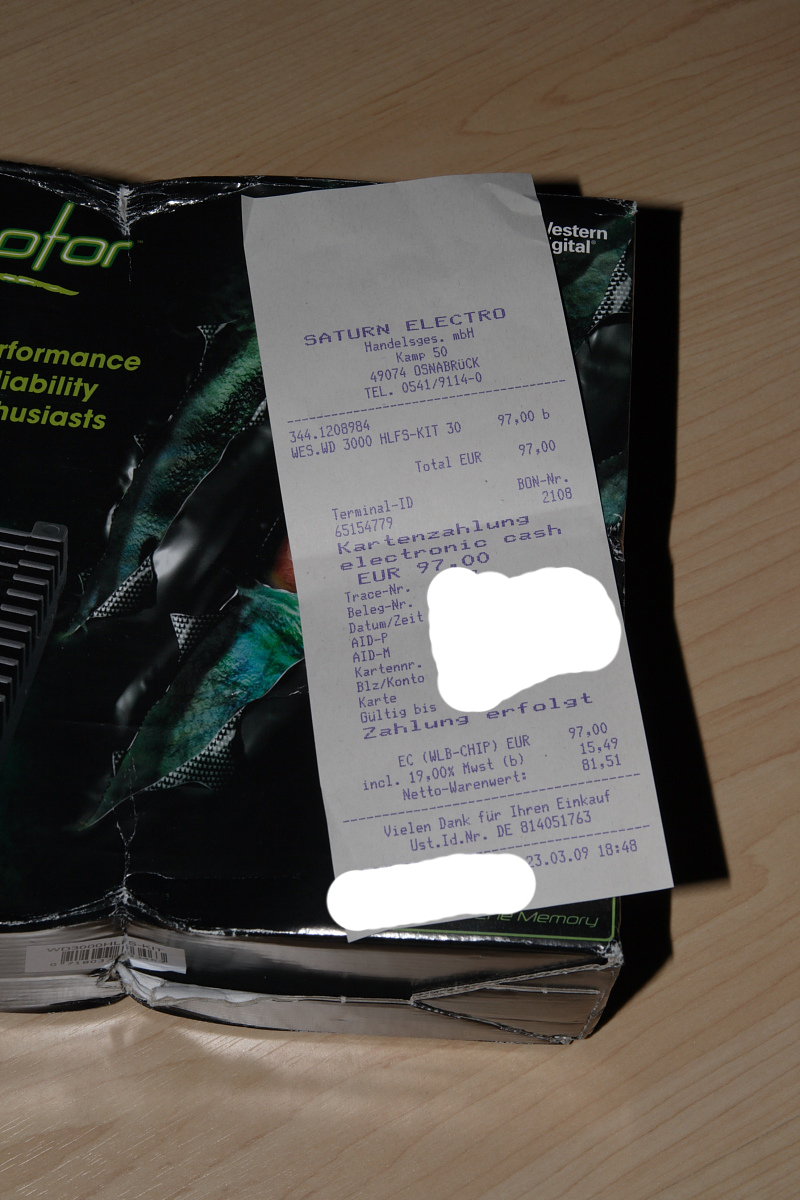 Western
Digital®
SATURN ELECTRO
Handelsges. mbH
Kamp 50
49074 OSNABRÜCK
TEL. 0541/9114-0
344.1208984
WES.WD 3000 HLFS-KIT 30 97,00 b
Total EUR 97,00
Terminal-ID BON-Nr.
65154779 2108
Kartenzahlung
electronic cash
EUR 97,00
Trace-Nr.
Beleg-Nr.
Datum/Zeit
AID-P
AID-M
Kartennr.
Blz/Konto
Karte
Gültig bis
Zahlung erfolgt
EC (WLB-CHIP) EUR 97,00
incl. 19,00% Mwst (b) 15,49
Netto-Warenwert: 81,51
Vielen Dank für Ihren Einkauf
Ust.Id.Nr. DE 814051763
23.03.09 18:48
otor
rformance
liability
husiasts
Memory
WD3000HLFS-KIT